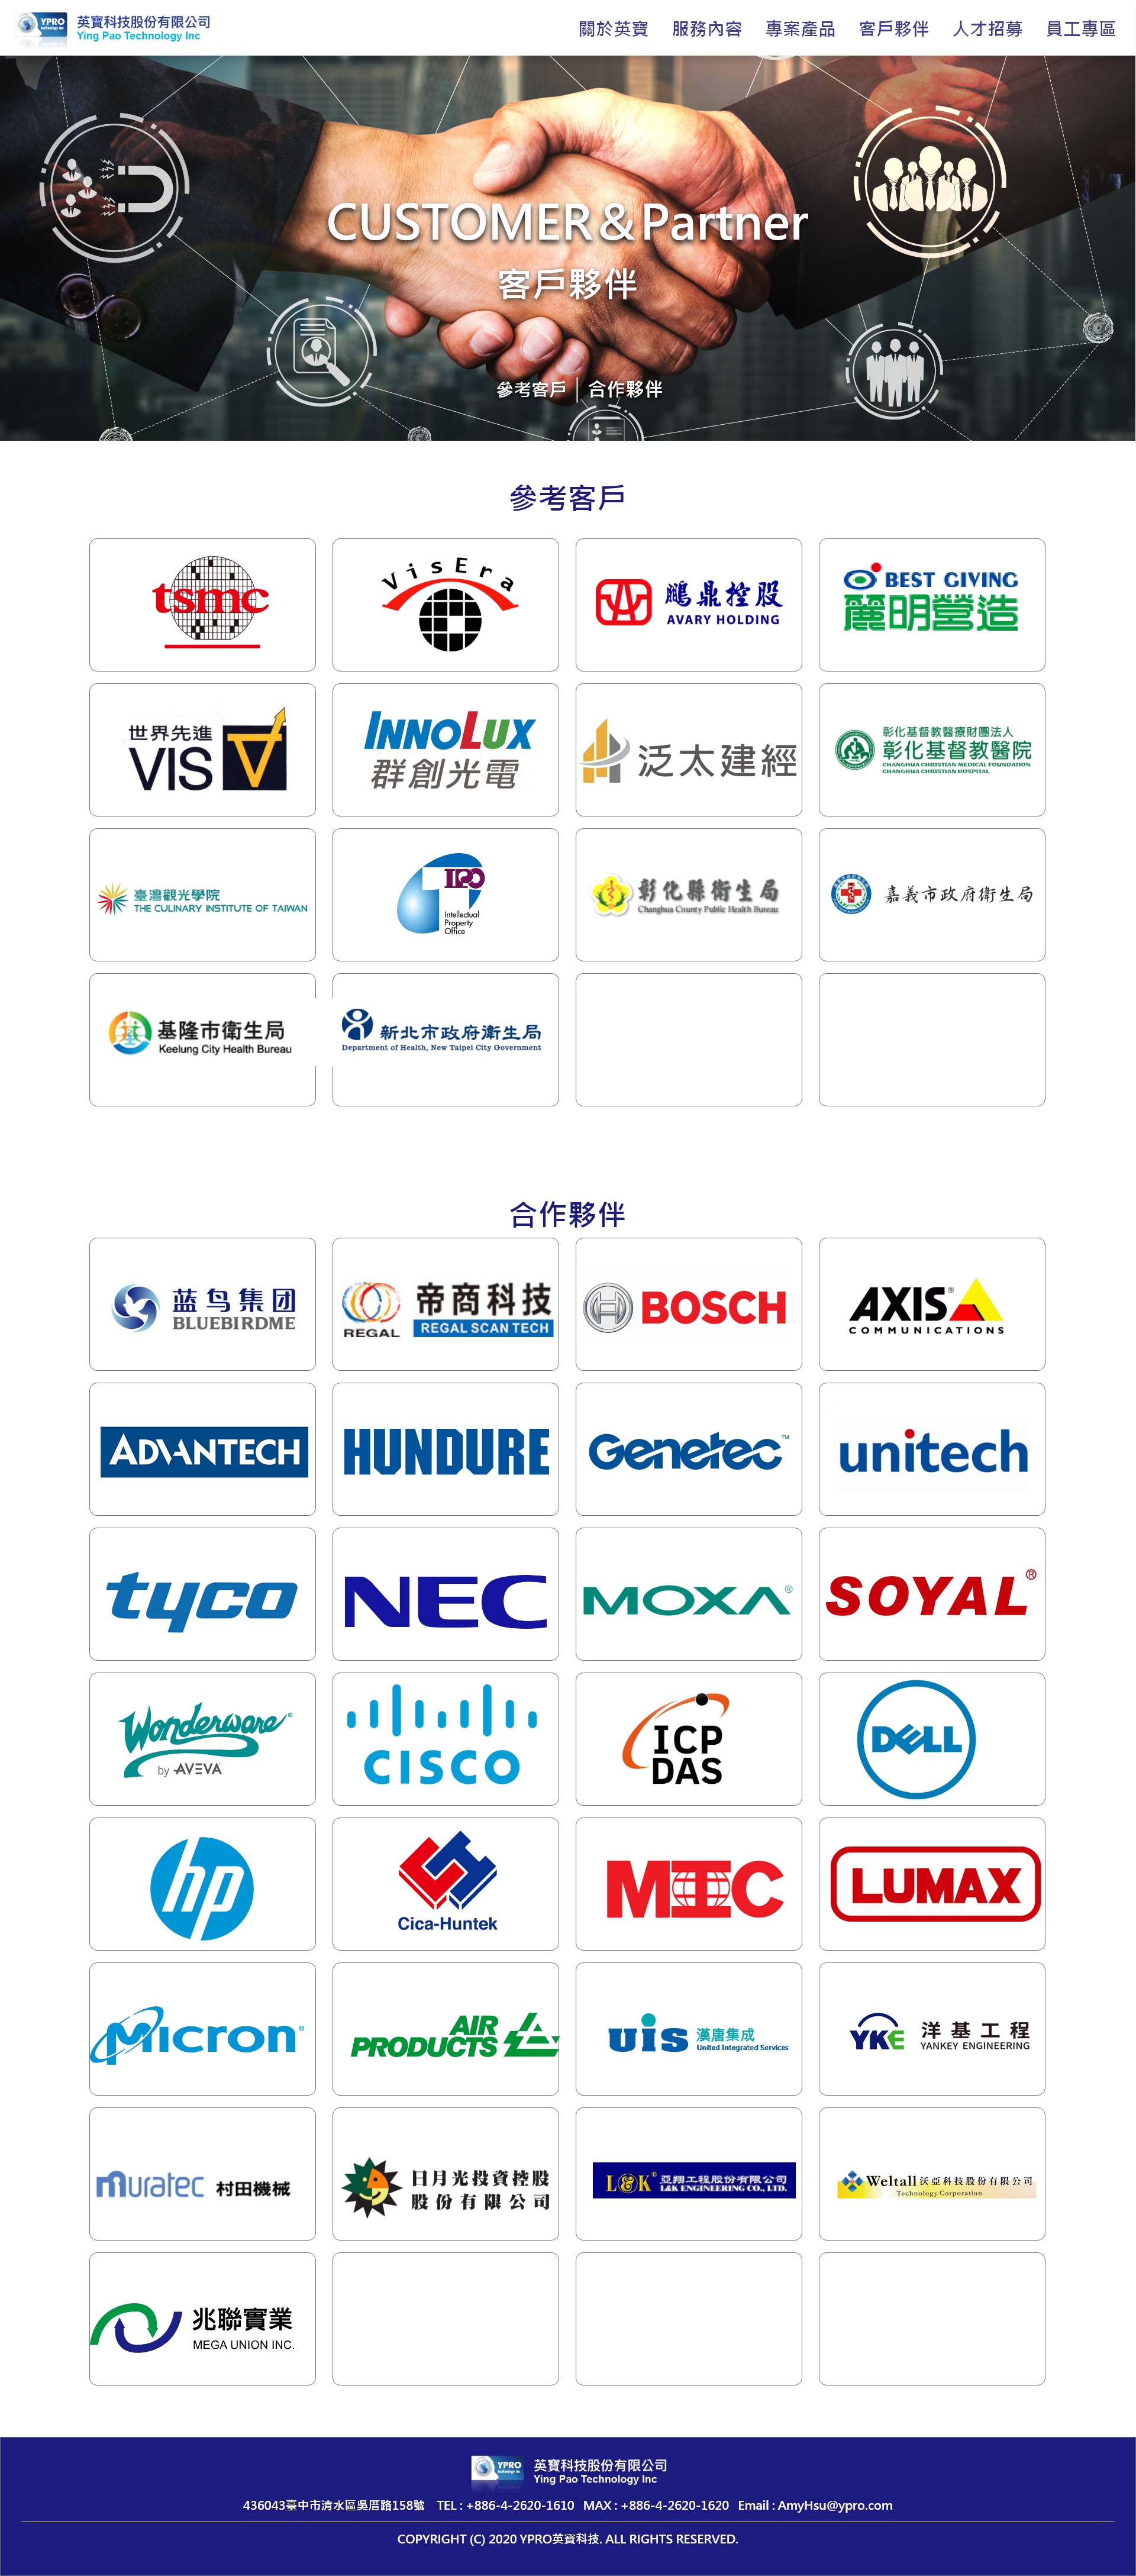 YPRO
technology inc
英寶科技股份有限公司
Ying Pao Technology Inc
關於英寶 服務內容 專案產品 客戶夥伴 人才招募 員工專區
CUSTOMER&Partner
客戶夥伴
參考客戶│合作夥伴
參考客戶
tsmc
VisEra
鵬鼎控股
AVARY HOLDING
BEST GIVING
麗明營造
世界先進
VIS
INNOLUX
群創光電
泛太建經
彰化基督教醫療財團法人
彰化基督教醫院
CHANGHUA CHRISTIAN MEDICAL FOUNDATION
CHANGHUA CHRISTIAN HOSPITAL
臺灣觀光學院
THE CULINARY INSTITUTE OF TAIWAN
IPO
Intellectual
Property
Office
彰化縣衛生局
Changhua County Public Health Bureau
嘉義市政府衛生局
基隆市衛生局
Keelung City Health Bureau
新北市政府衛生局
Department of Health, New Taipei City Government
合作夥伴
蓝鸟集团
BLUEBIRDME
REGAL
帝商科技
REGAL SCAN TECH
BOSCH
AXIS®
COMMUNICATIONS
ADVANTECH
HUNDURE
Genetec™
unitech
tyco
NEC
MOXA®
SOYAL®
Wonderware®
by AVEVA
CISCO
ICP
DAS
DELL
hp
Cica-Huntek
MIC
LUMAX
Micron®
AIR
PRODUCTS
uis 漢唐集成
United Integrated Services
YKE 洋基工程
YANKEY ENGINEERING
muratec 村田機械
日月光投資控股
股份有限公司
L&K® 亞翔工程股份有限公司
L&K ENGINEERING CO., LTD.
Weltall 沃亞科技股份有限公司
Technology Corporation
兆聯實業
MEGA UNION INC.
YPRO
technology inc
英寶科技股份有限公司
Ying Pao Technology Inc
436043臺中市清水區吳厝路158號 TEL : +886-4-2620-1610 MAX : +886-4-2620-1620 Email : AmyHsu@ypro.com
COPYRIGHT (C) 2020 YPRO英寶科技. ALL RIGHTS RESERVED.